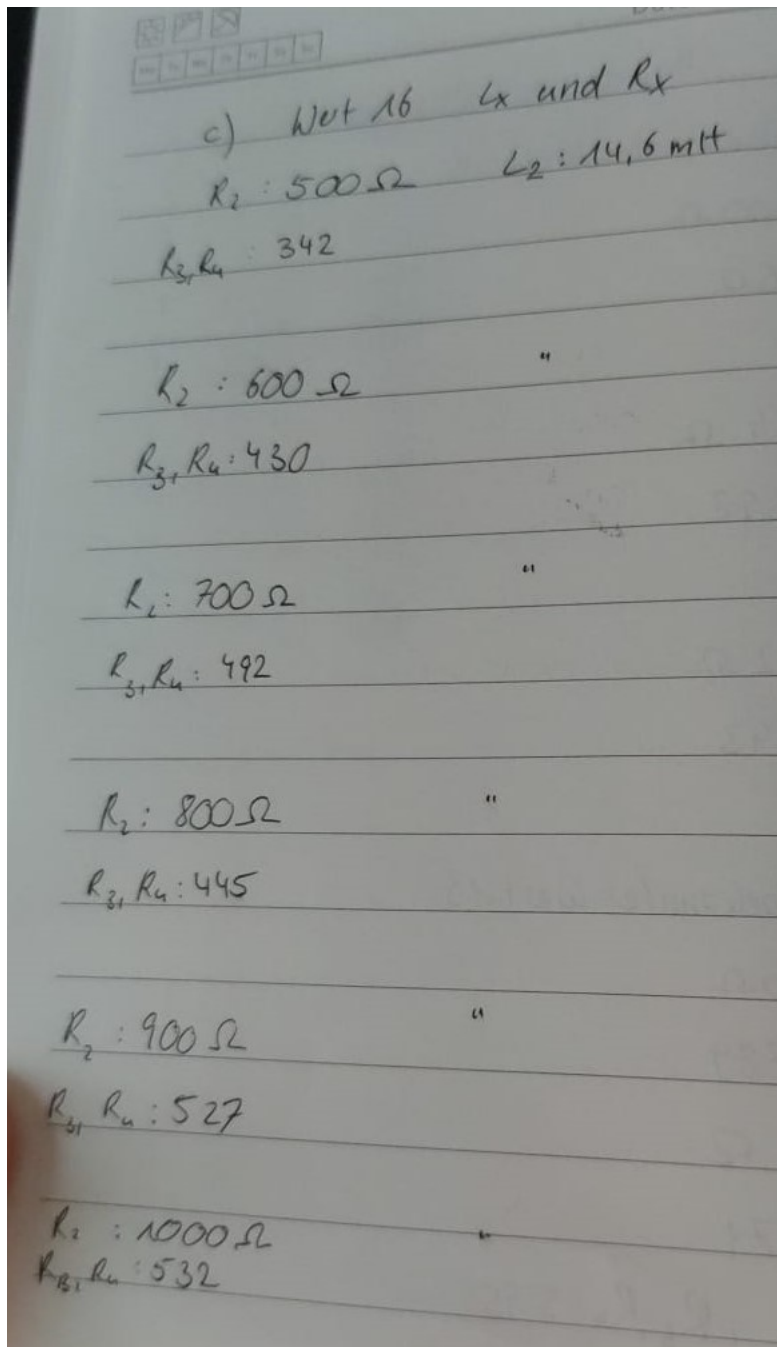 c) Wert 16 Lx und Rx
R2 : 500 Ω L2 : 14,6 mH
R3, R4 : 342
R2 : 600 Ω "
R3, R4 : 430
R2 : 700 Ω "
R3, R4 : 492
R2 : 800 Ω "
R3, R4 : 445
R2 : 900 Ω "
R3, R4 : 527
R2 : 1000 Ω "
R3, R4 : 532